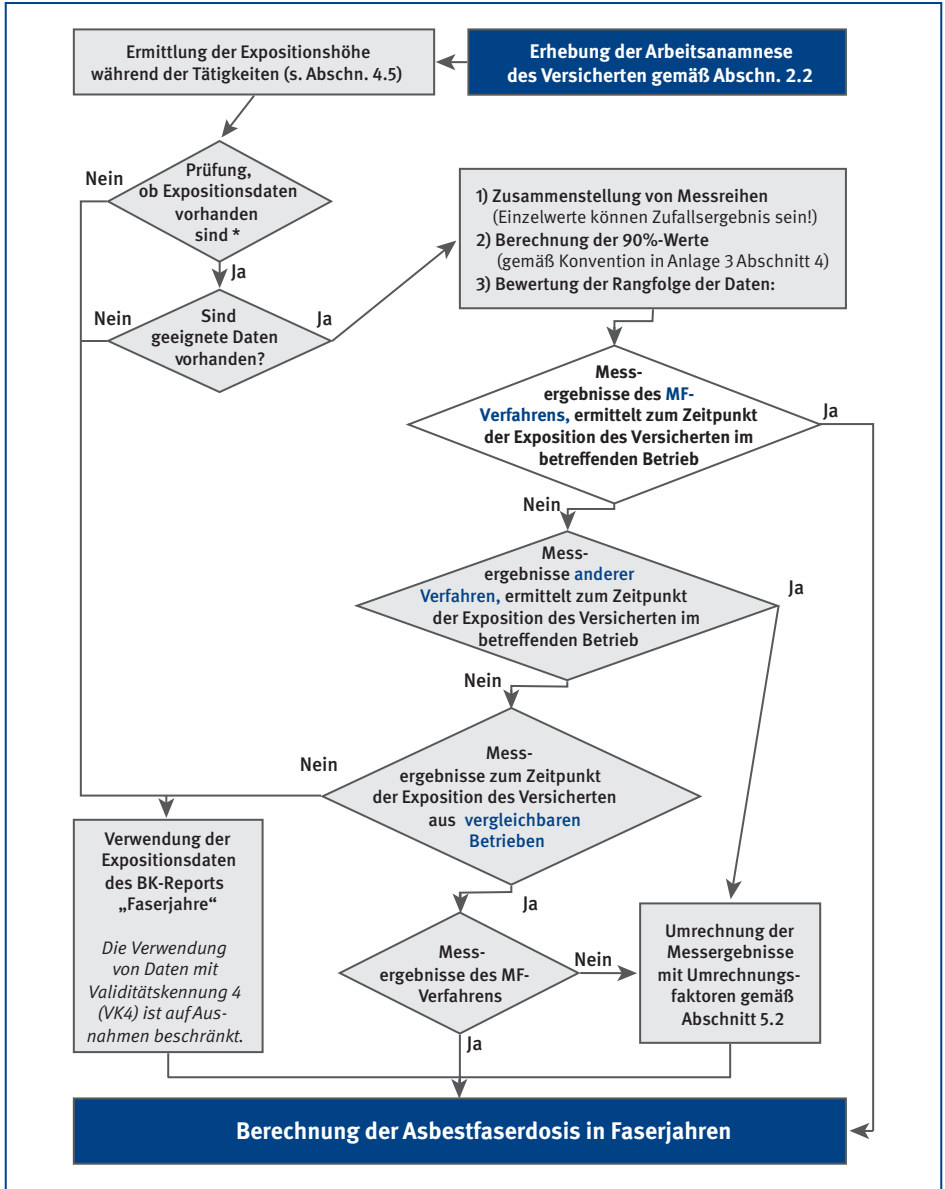 Ermittlung der Expositionshöhe
während der Tätigkeiten (s. Abschn. 4.5)
Erhebung der Arbeitsanamnese
des Versicherten gemäß Abschn. 2.2
Nein
Prüfung,
ob Expositionsdaten
vorhanden
sind *
Ja
Nein
Sind
geeignete Daten
vorhanden?
Ja
1) Zusammenstellung von Messreihen
(Einzelwerte können Zufallsergebnis sein!)
2) Berechnung der 90%-Werte
(gemäß Konvention in Anlage 3 Abschnitt 4)
3) Bewertung der Rangfolge der Daten:
Mess-
ergebnisse des MF-
Verfahrens, ermittelt zum Zeitpunkt
der Exposition des Versicherten im
betreffenden Betrieb
Ja
Nein
Mess-
ergebnisse anderer
Verfahren, ermittelt zum Zeitpunkt
der Exposition des Versicherten im
betreffenden Betrieb
Ja
Nein
Mess-
ergebnisse zum Zeitpunkt
der Exposition des Versicherten
aus vergleichbaren
Betrieben
Nein
Ja
Verwendung der
Expositionsdaten
des BK-Reports
„Faserjahre“
Die Verwendung
von Daten mit
Validitätskennung 4
(VK4) ist auf Aus-
nahmen beschränkt.
Mess-
ergebnisse des MF-
Verfahrens
Nein
Ja
Umrechnung der
Messergebnisse
mit Umrechnungs-
faktoren gemäß
Abschnitt 5.2
Berechnung der Asbestfaserdosis in Faserjahren